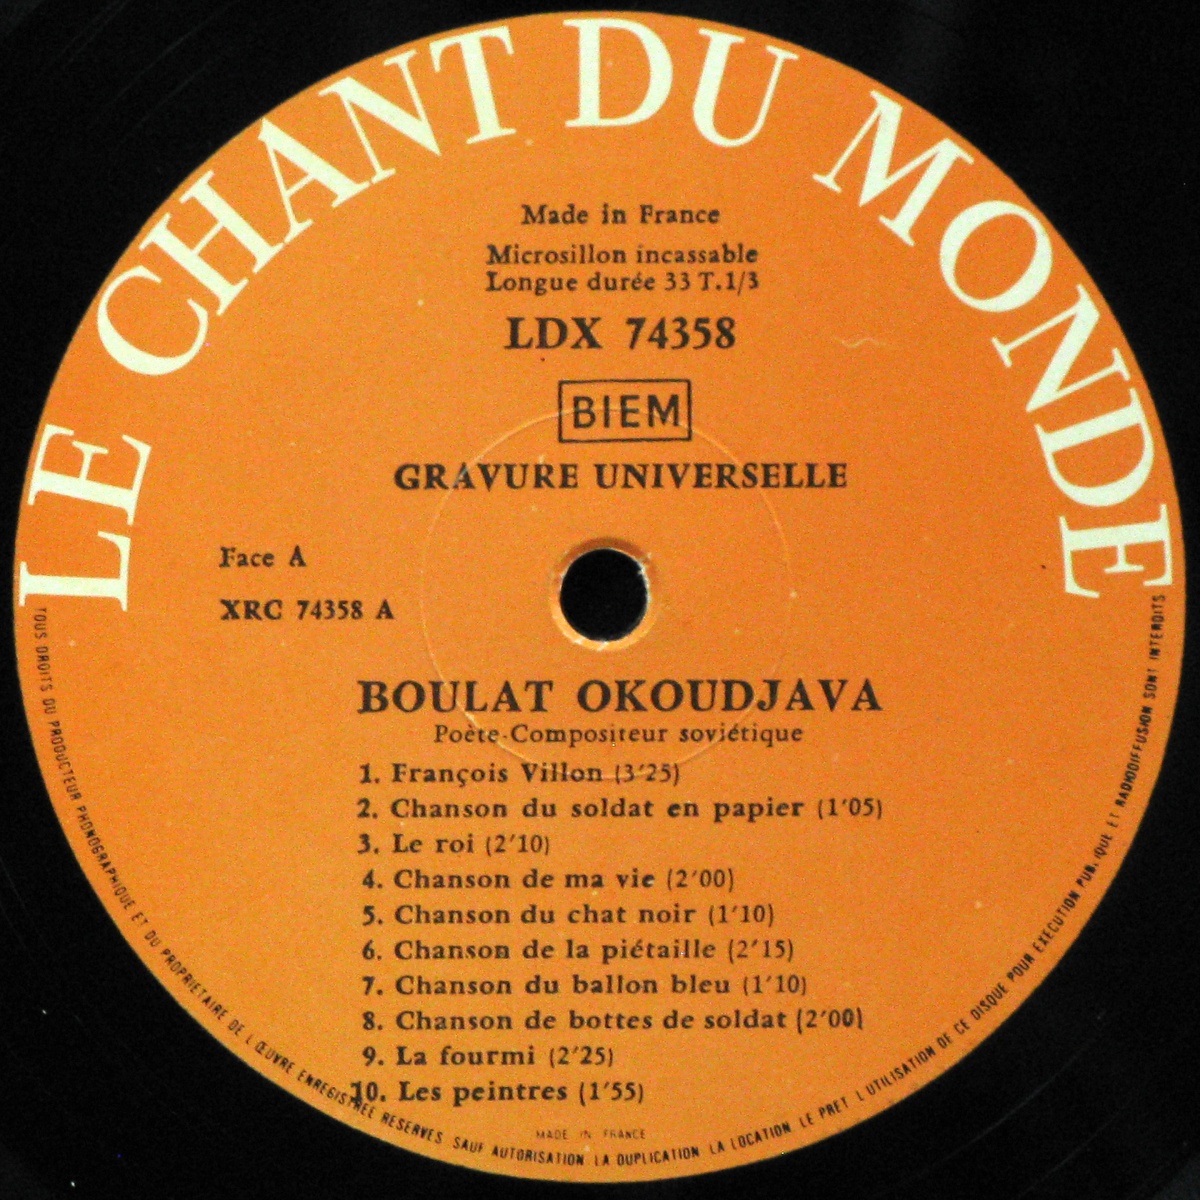 LE CHANT DU MONDE
Made in France
Microsillon incassable
Longue durée 33 T.1/3
LDX 74358
BIEM
GRAVURE UNIVERSELLE
Face A
XRC 74358 A
BOULAT OKOUDJAVA
Poète-Compositeur soviétique
1. François Villon (3'25)
2. Chanson du soldat en papier (1'05)
3. Le roi (2'10)
4. Chanson de ma vie (2'00)
5. Chanson du chat noir (1'10)
6. Chanson de la piétaille (2'15)
7. Chanson du ballon bleu (1'10)
8. Chanson de bottes de soldat (2'00)
9. La fourmi (2'25)
10. Les peintres (1'55)
MADE IN FRANCE
TOUS DROITS DU PRODUCTEUR PHONOGRAPHIQUE ET DU PROPRIETAIRE DE L'ŒUVRE ENREGISTREE RESERVES SAUF AUTORISATION LA DUPLICATION LA LOCATION LE PRET L'UTILISATION DE CE DISQUE POUR EXECUTION PUBLIQUE ET RADIODIFFUSION SONT INTERDITS